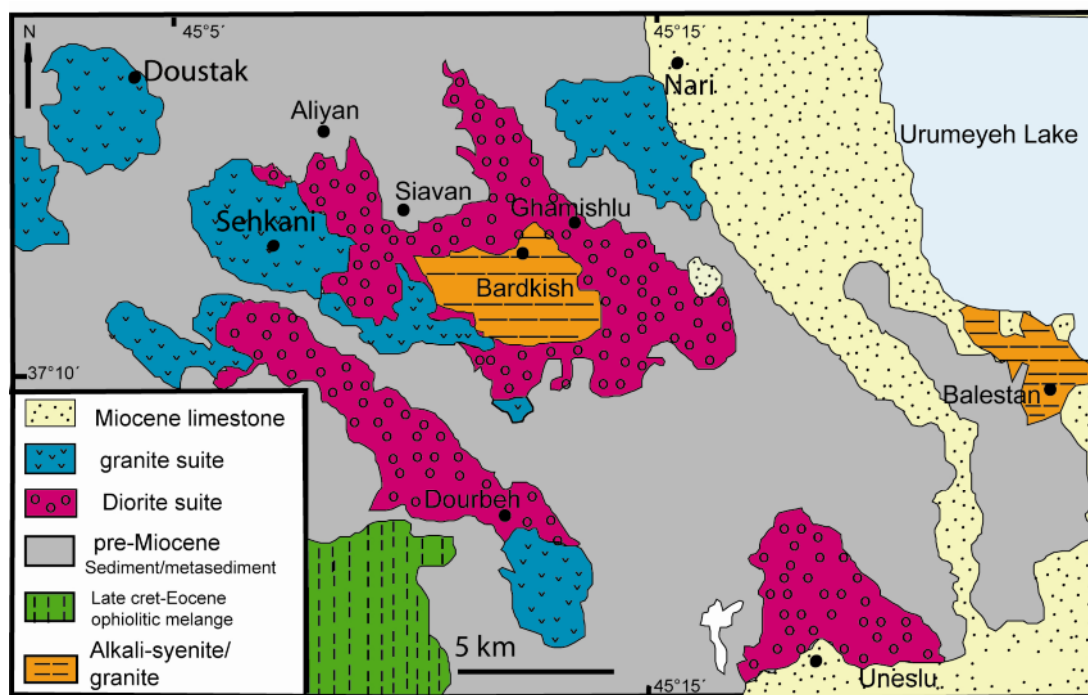 45°5´
45°15´
N
Doustak
Nari
Aliyan
Urumeyeh Lake
Siavan
Ghamishlu
Sehkani
Bardkish
37°10´
Balestan
Miocene limestone
granite suite
Diorite suite
Dourbeh
pre-Miocene
Sediment/metasediment
Late cret-Eocene
ophiolitic melange
Alkali-syenite/
granite
5 km
Uneslu
45°15´